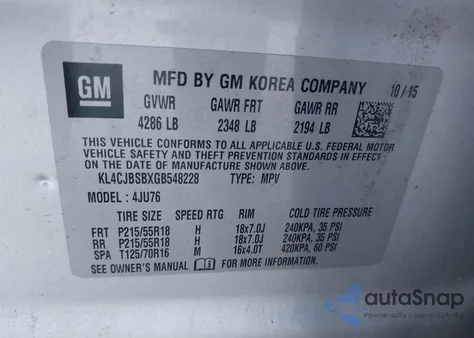 GM
MFD BY GM KOREA COMPANY 10/15
GVWR GAWR FRT GAWR RR
4286 LB 2348 LB 2194 LB
THIS VEHICLE CONFORMS TO ALL APPLICABLE U.S. FEDERAL MOTOR
VEHICLE SAFETY AND THEFT PREVENTION STANDARDS IN EFFECT
ON THE DATE OF MANUFACTURE SHOWN ABOVE.
KL4CJBSBXGB548228 TYPE: MPV
MODEL: 4JU76
TIRE SIZE SPEED RTG RIM COLD TIRE PRESSURE
FRT P215/55R18 H 18x7.0J 240KPA, 35 PSI
RR P215/55R18 H 18x7.0J 240KPA, 35 PSI
SPA T125/70R16 M 16x4.0T 420KPA, 60 PSI
SEE OWNER'S MANUAL FOR MORE INFORMATION.
autoSnap